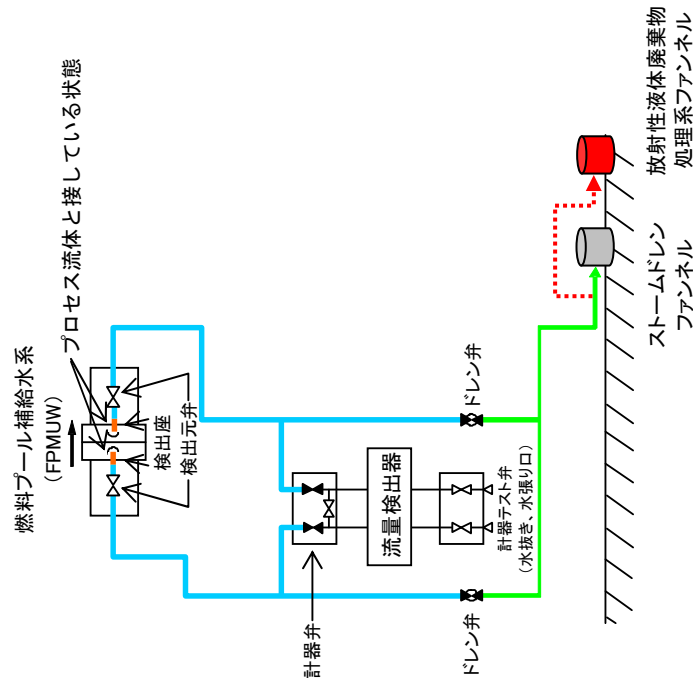 燃料プール補給水系
(FPMUW)
プロセス流体と接している状態
検出座
検出元弁
計器弁
流量検出器
計器テスト弁
(水抜き、水張り口)
ドレン弁
ドレン弁
ストームドレン
ファンネル
放射性液体廃棄物
処理系ファンネル